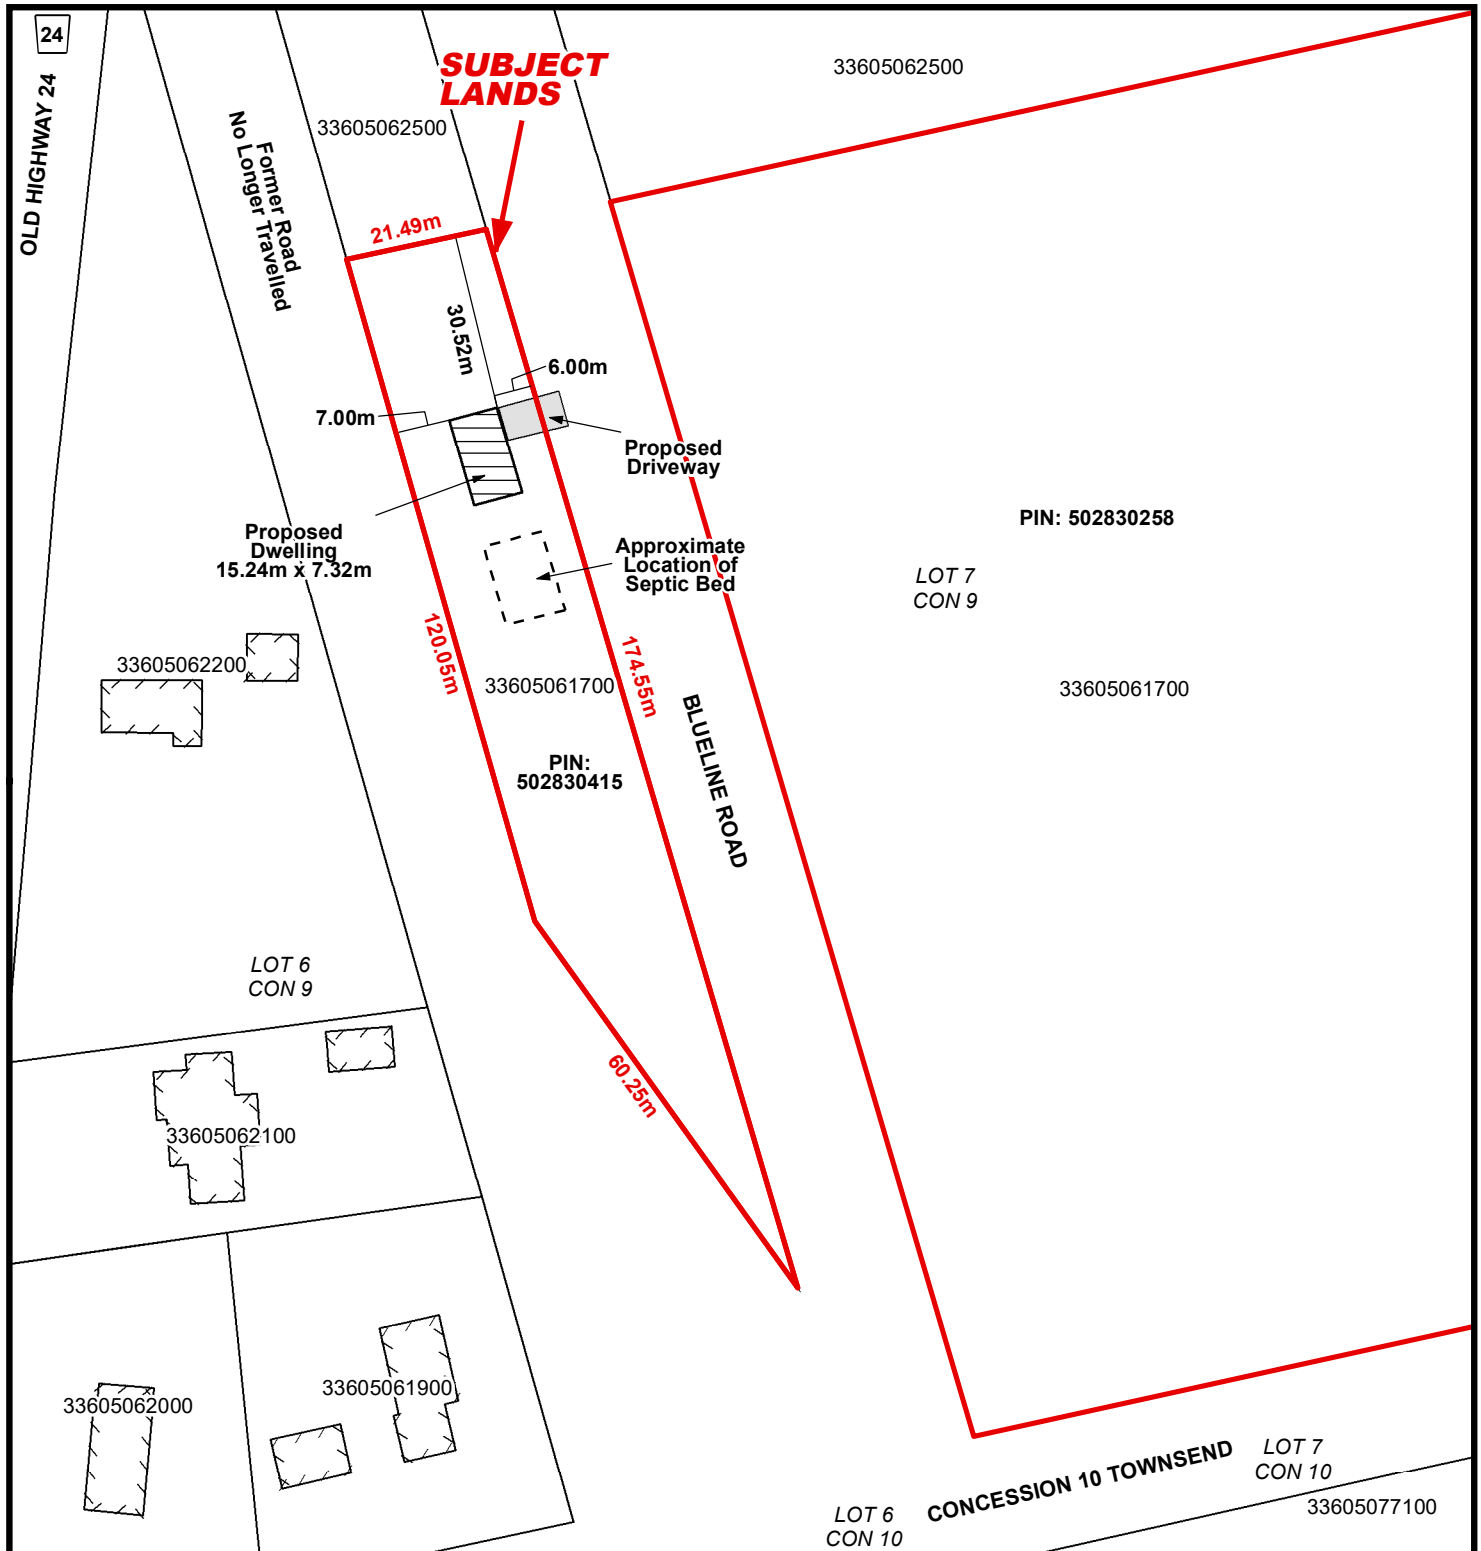 24
OLD HIGHWAY 24
Former Road
No Longer Travelled
33605062500
SUBJECT
LANDS
33605062500
21.49m
30.52m
6.00m
7.00m
Proposed
Driveway
Proposed
Dwelling
15.24m x 7.32m
Approximate
Location of
Septic Bed
PIN: 502830258
LOT 7
CON 9
33605062200
120.05m
33605061700
174.55m
33605061700
BLUELINE ROAD
PIN:
502830415
LOT 6
CON 9
60.25m
33605062100
33605062000
33605061900
CONCESSION 10 TOWNSEND
LOT 7
CON 10
LOT 6
CON 10
33605077100